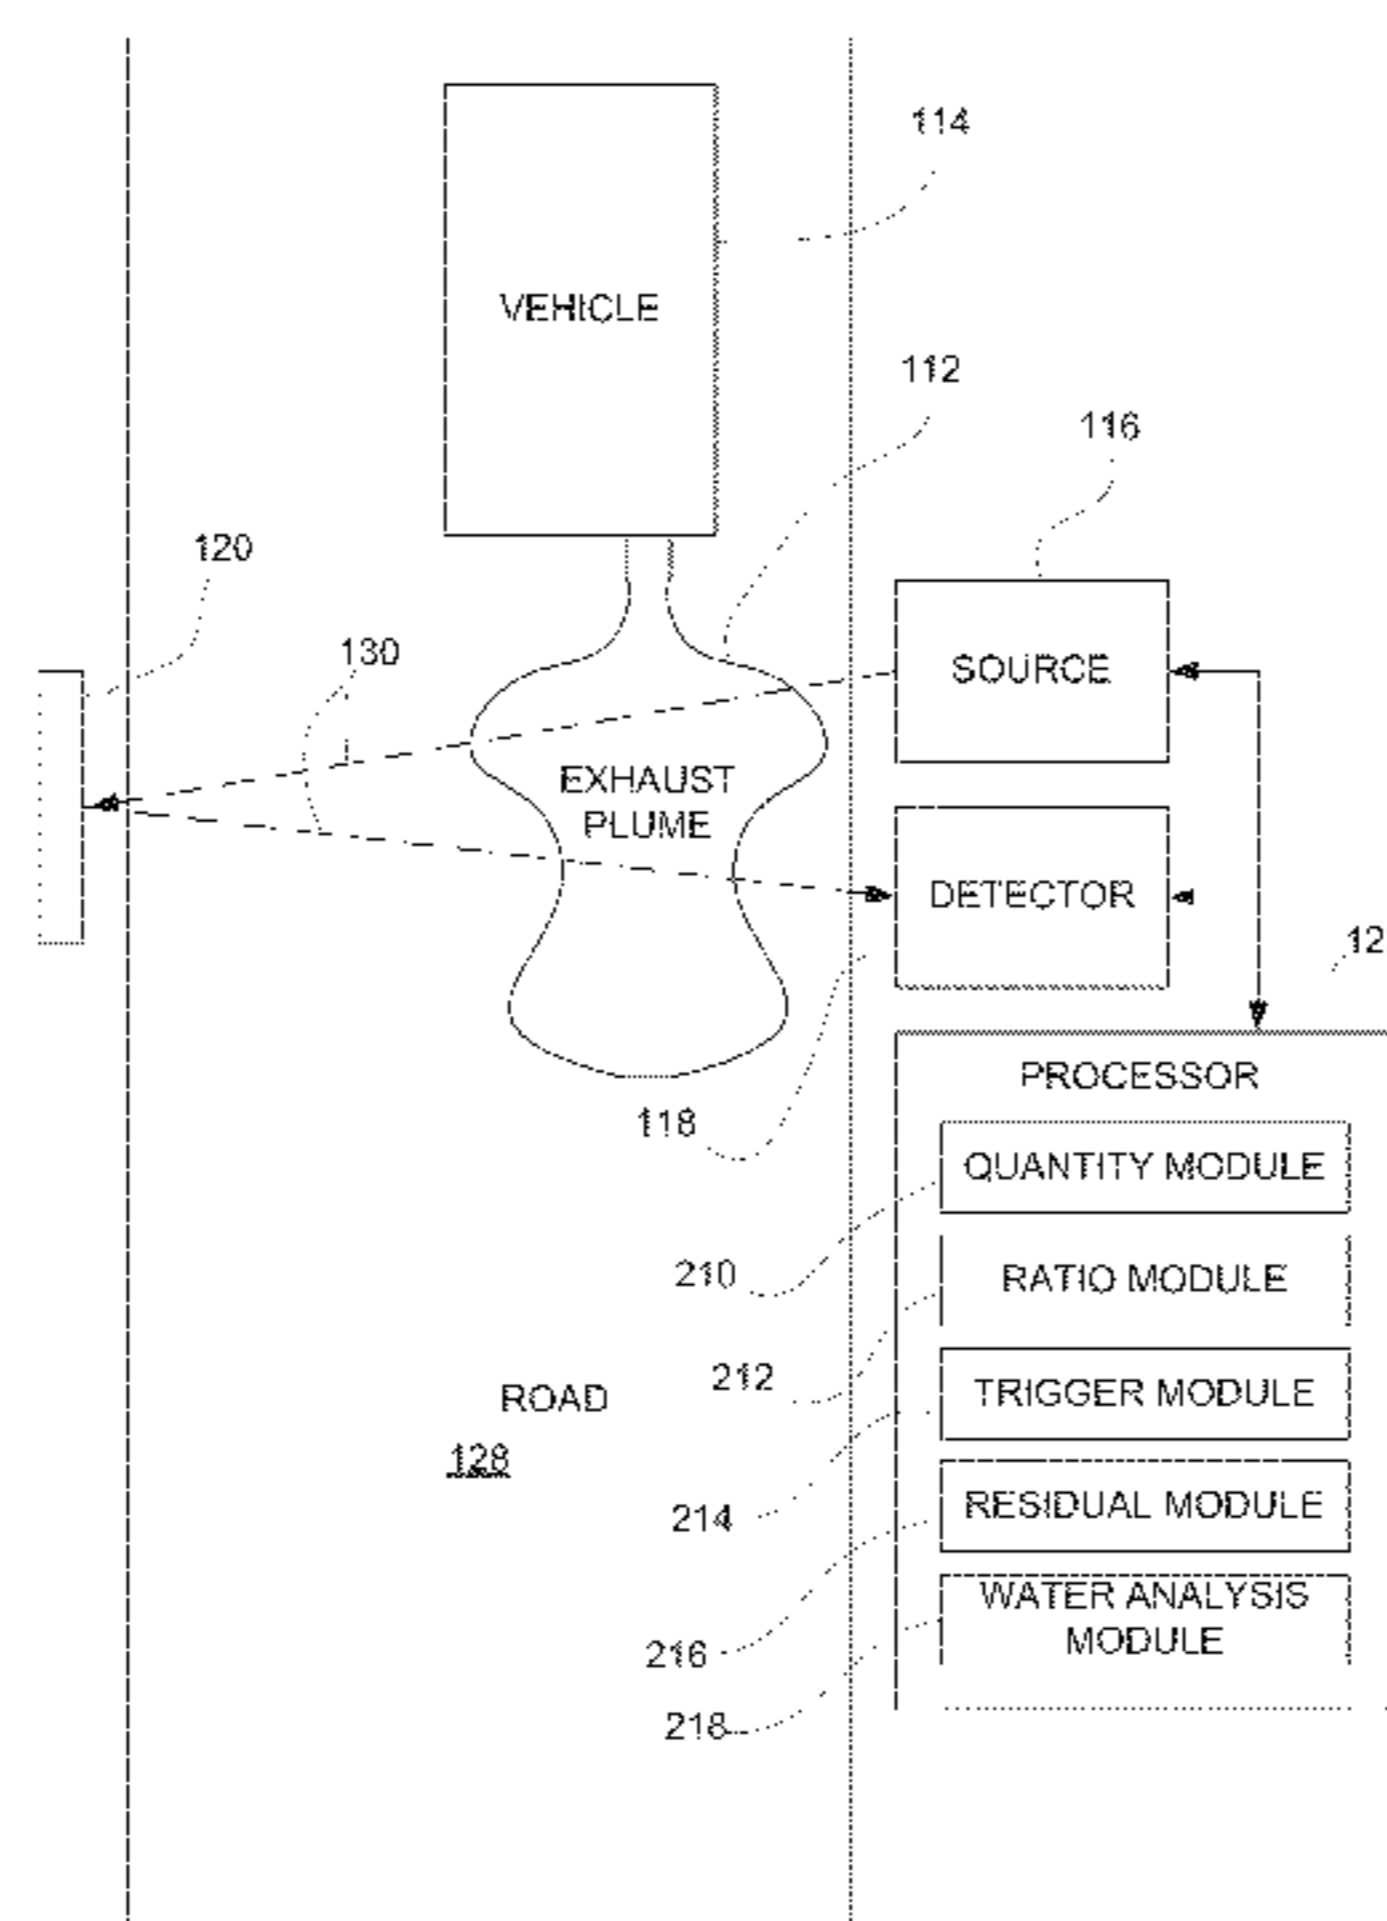 114
VEHICLE
112
116
120
130
SOURCE
EXHAUST
PLUME
DETECTOR
12
PROCESSOR
118
QUANTITY MODULE
210
RATIO MODULE
212
TRIGGER MODULE
ROAD
128
214
RESIDUAL MODULE
216
WATER ANALYSIS
MODULE
218